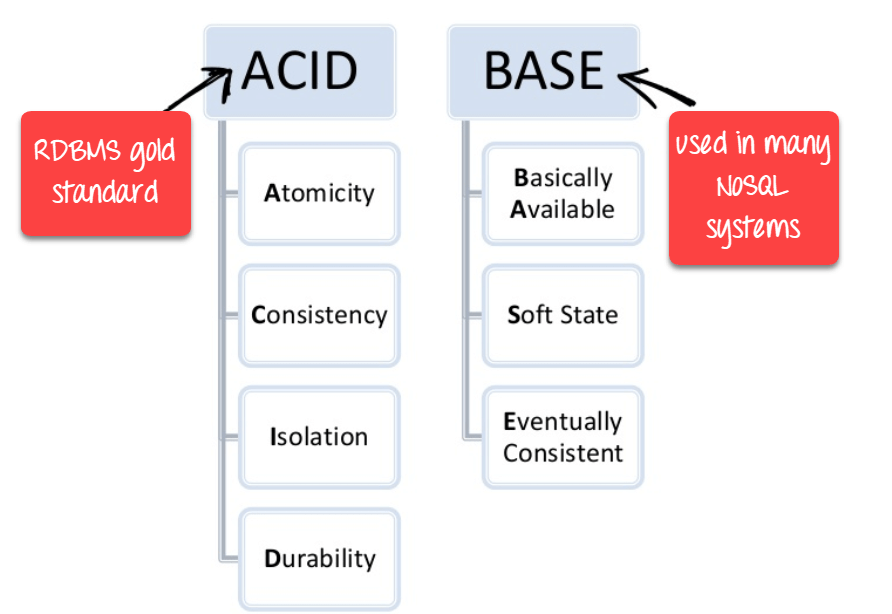 ACID
BASE
RDBMS gold
standard
used in many
NoSQL
systems
Atomicity
Consistency
Isolation
Durability
Basically
Available
Soft State
Eventually
Consistent